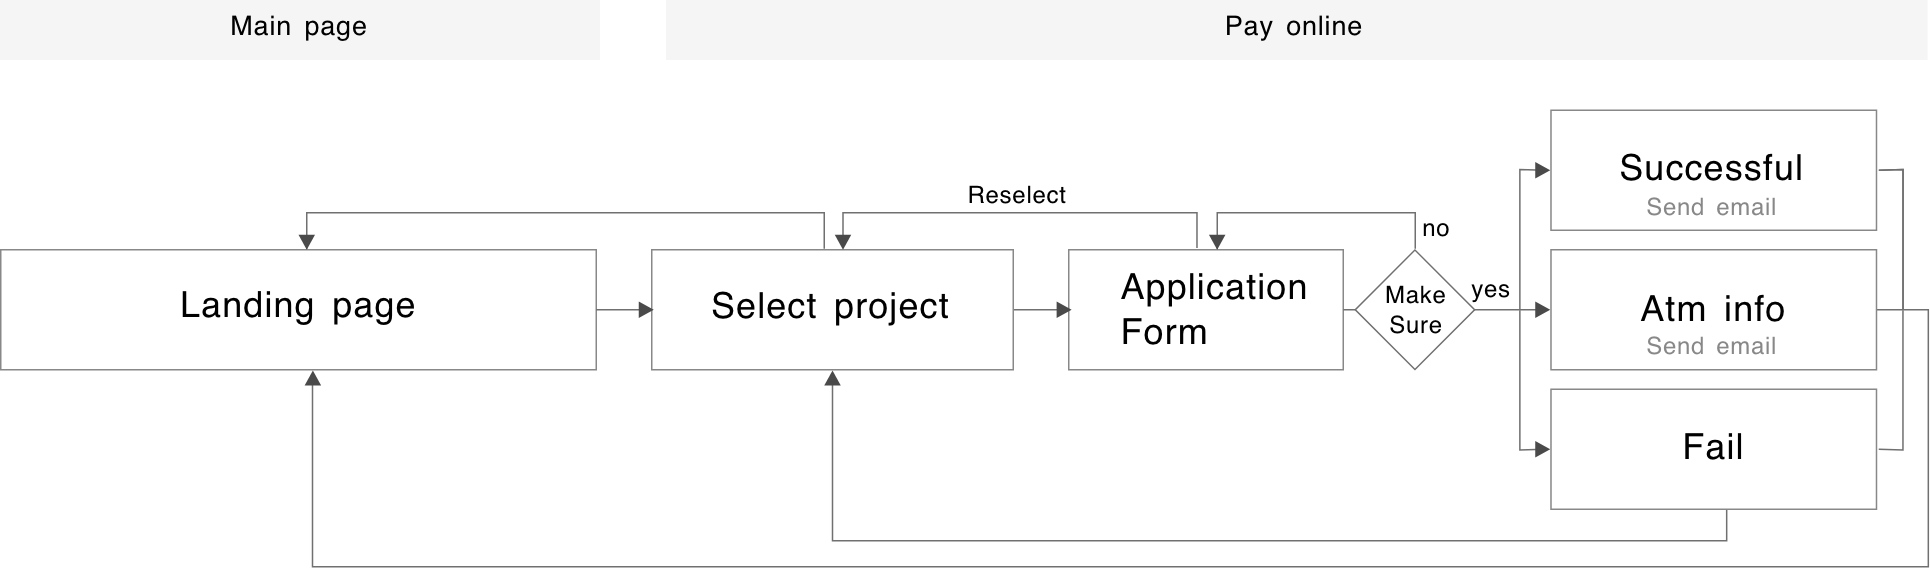 Main page
Pay online
Reselect
no
Landing page
Select project
Application
Form
Make
Sure
yes
Successful
Send email
Atm info
Send email
Fail